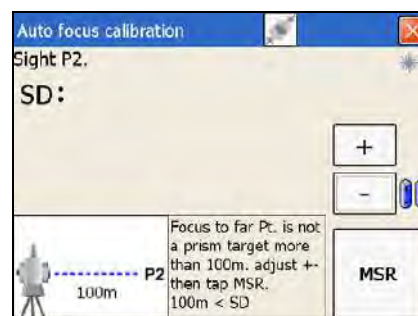 Auto focus calibration
Sight P2.
SD:
+
-
P2
100m
Focus to far Pt. is not
a prism target more
than 100m. adjust +-
then tap MSR.
100m < SD
MSR